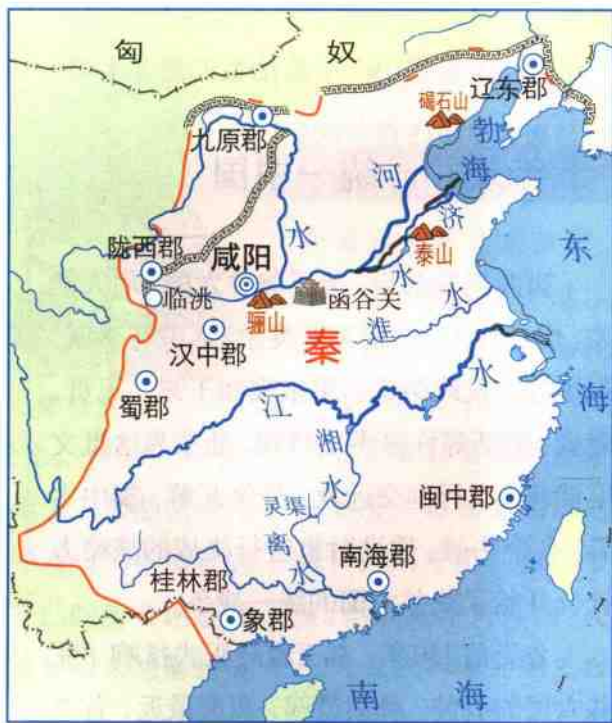 匈奴
辽东郡
碣石山
渤海
九原郡
河水
济水
泰山
东海
陇西郡
咸阳
临洮
骊山
函谷关
淮水
汉中郡
秦
蜀郡
江水
湘水
闽中郡
灵渠
离水
桂林郡
南海郡
象郡
南海